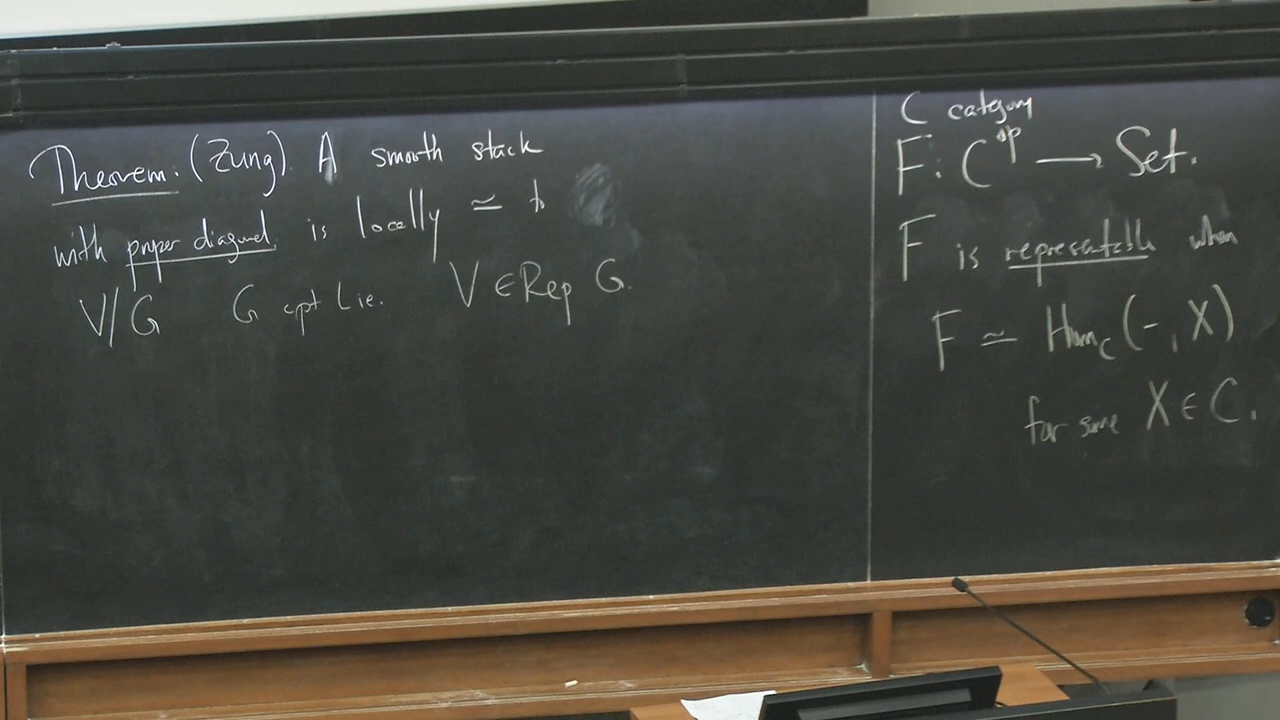 Theorem: (Zung). A smooth stack
with proper diagonal is locally ≃ to
V/G G cpt Lie. V ∈ Rep G.
C category
F: C^op ⟶ Set.
F is representable when
F ≃ Hom_C(-, X)
for some X ∈ C.